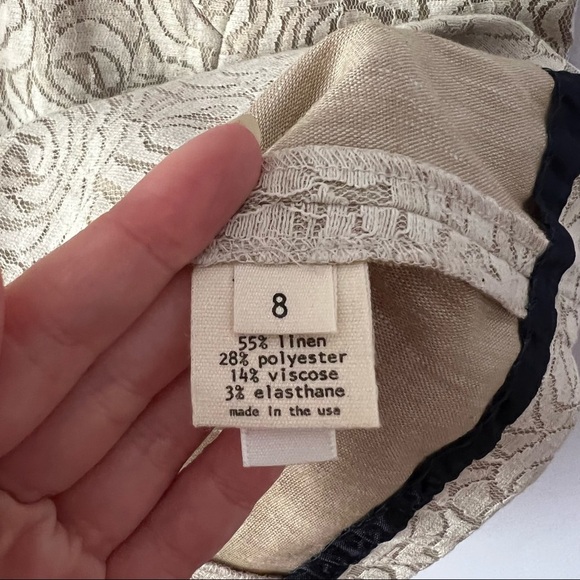 8
55% linen
28% polyester
14% viscose
3% elasthane
made in the usa